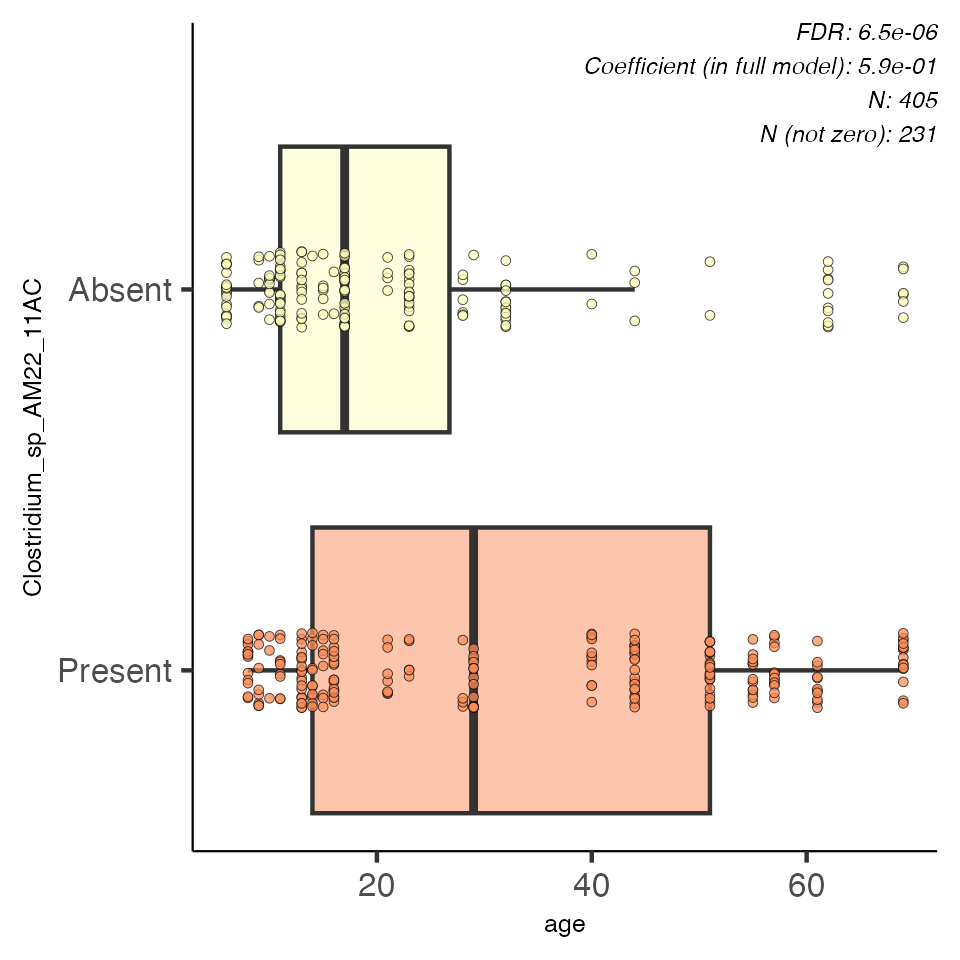 FDR: 6.5e-06
Coefficient (in full model): 5.9e-01
N: 405
N (not zero): 231
Clostridium_sp_AM22_11AC
Absent
Present
20 40 60
age